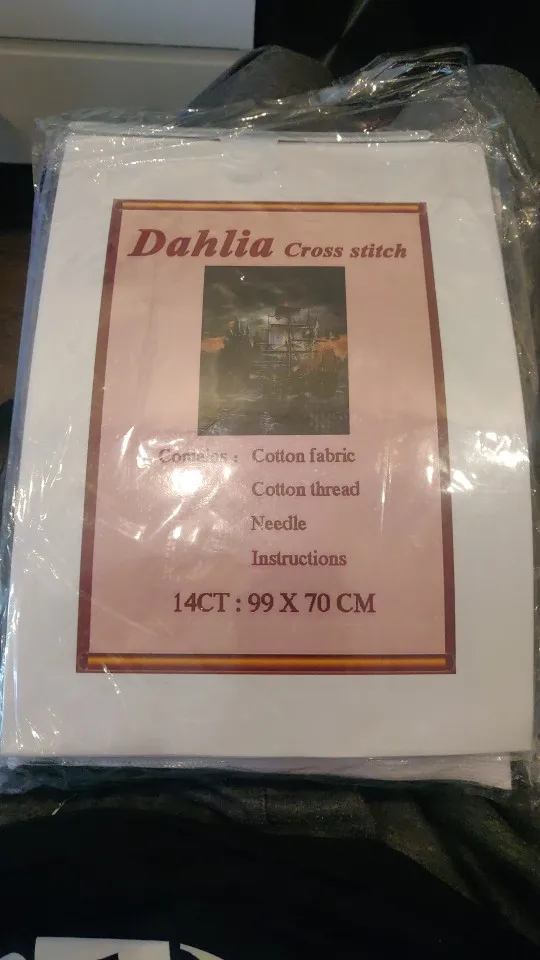 Dahlia Cross stitch
Contains : Cotton fabric
Cotton thread
Needle
Instructions
14CT : 99 X 70 CM